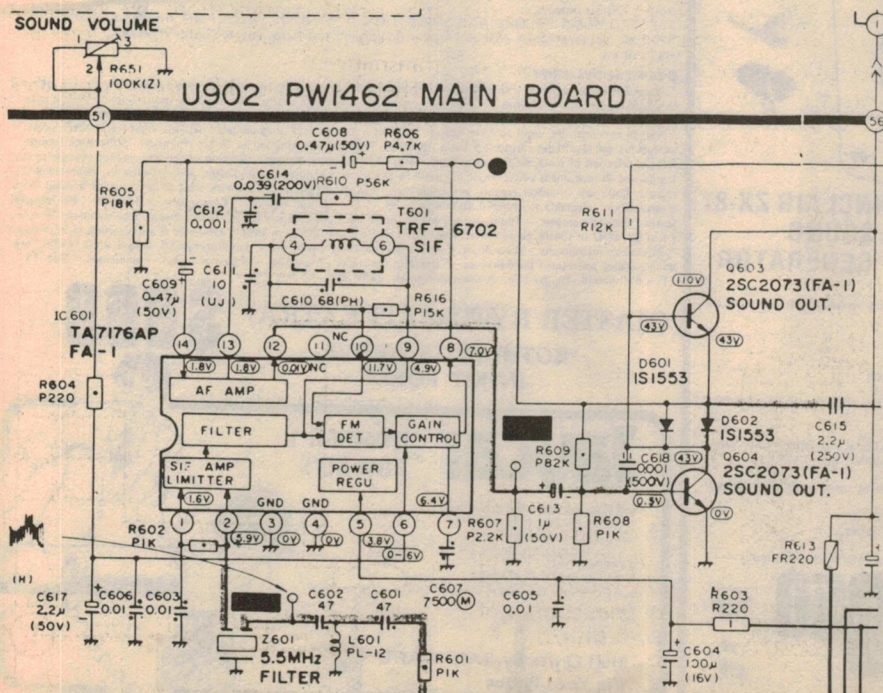 SOUND VOLUME
1 3
2 R651
100K(Z)
U902 PW1462 MAIN BOARD
51
56
C608
0.47μ(50V)
R606
P4.7K
C614
0.039(200V)
R610 P56K
R605
P18K
C612
0.001
T601
TRF-6702
SIF
4 6
R611
R12K
C611
10
(UJ)
C609
0.47μ
(50V)
C610 68(PH)
R616
P15K
110V
Q603
2SC2073(FA-1)
SOUND OUT.
43V
43V
IC601
TA7176AP
FA-1
14 13 12 11 NC 10 9 8
7.0V
1.8V 1.8V 0.01V NC 11.7V 4.9V
D601
1S1553
R604
P220
AF AMP
FILTER
FM
DET
GAIN
CONTROL
SIF AMP
LIMITTER
POWER
REGU
D602
1S1553
C615
2.2μ
(250V)
R609
P82K
C618
0.001
(500V)
43V
Q604
2SC2073(FA-1)
SOUND OUT.
0.5V
0V
1.6V
GND GND
6.4V
R602
P1K
1 2 3 4 5 6 7
5.9V 0V 0V 3.8V 0-6V
R607
P2.2K
C613
1μ
(50V)
R608
P1K
R613
FR220
(H)
C617
2.2μ
(50V)
C606
0.01
C603
0.01
C602
47
C601
47
C607
7500 M
C605
0.01
R603
R220
Z601
5.5MHz
FILTER
L601
PL-12
R601
P1K
C604
100μ
(16V)